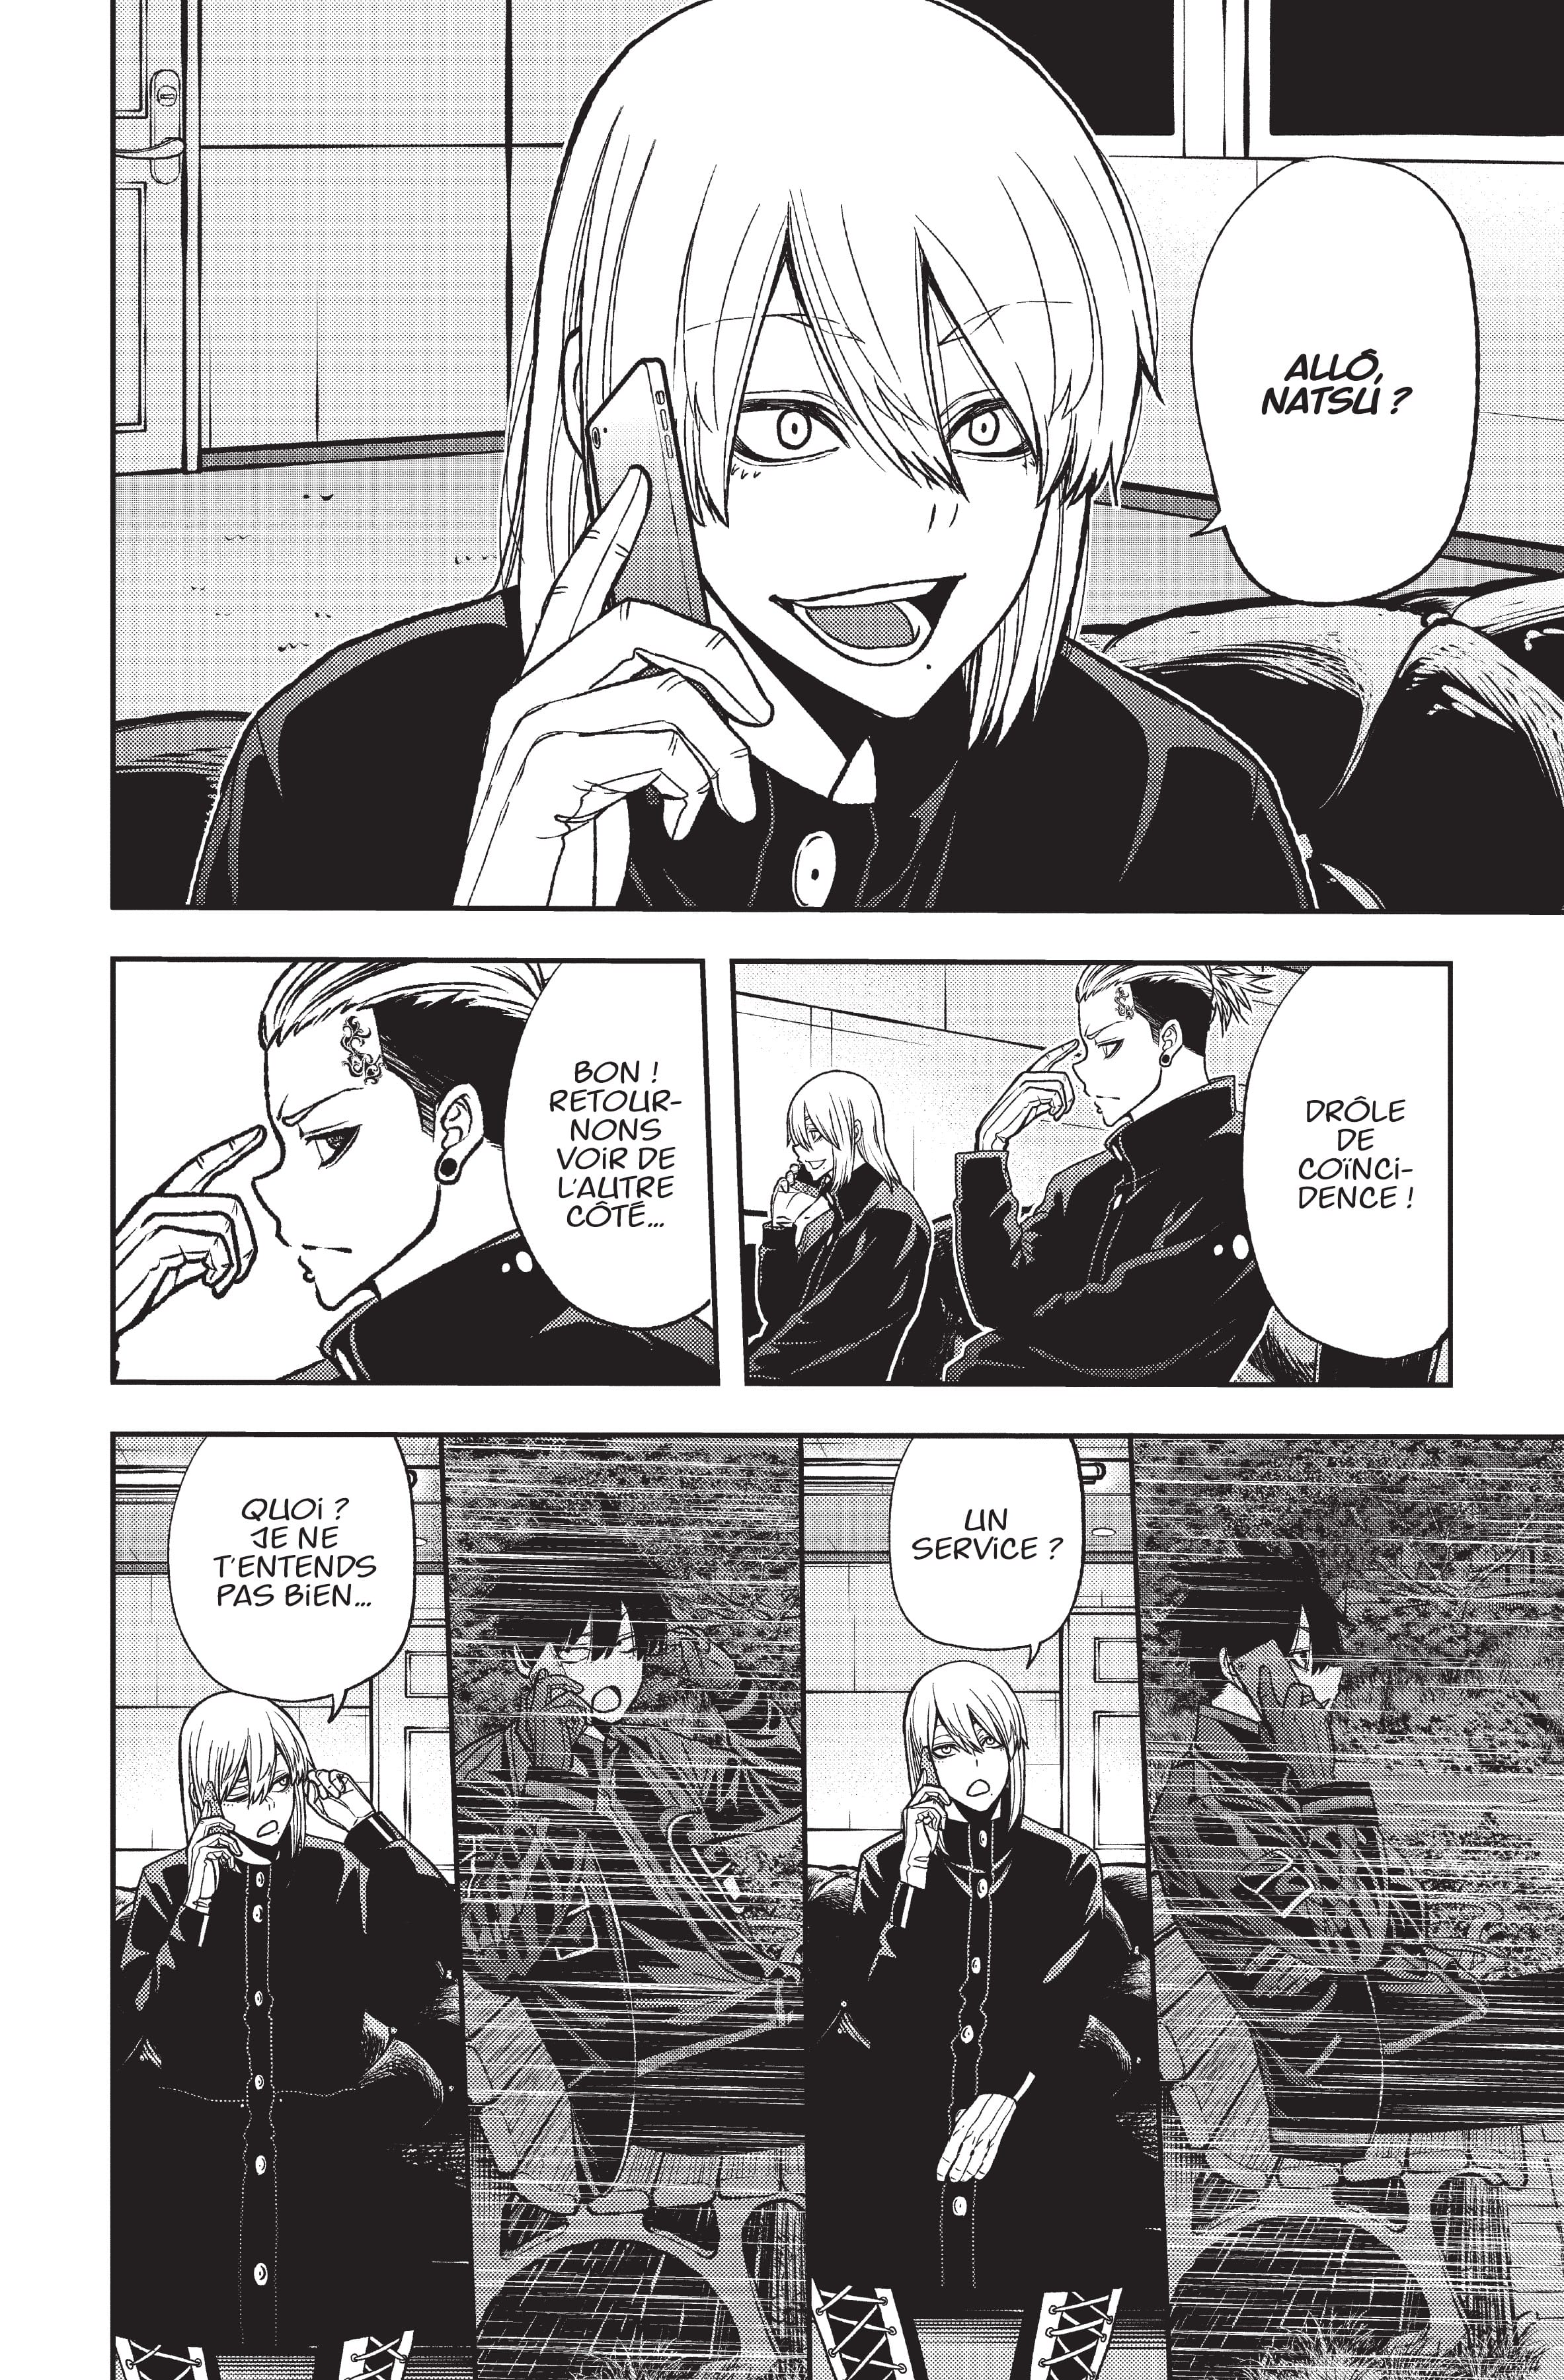 ALLÔ,
NATSU ?
DRÔLE
DE
COÏNCI-
DENCE !
BON !
RETOUR-
NONS
VOIR DE
L'AUTRE
CÔTÉ...
UN
SERVICE ?
QUOI ?
JE NE
T'ENTENDS
PAS BIEN...